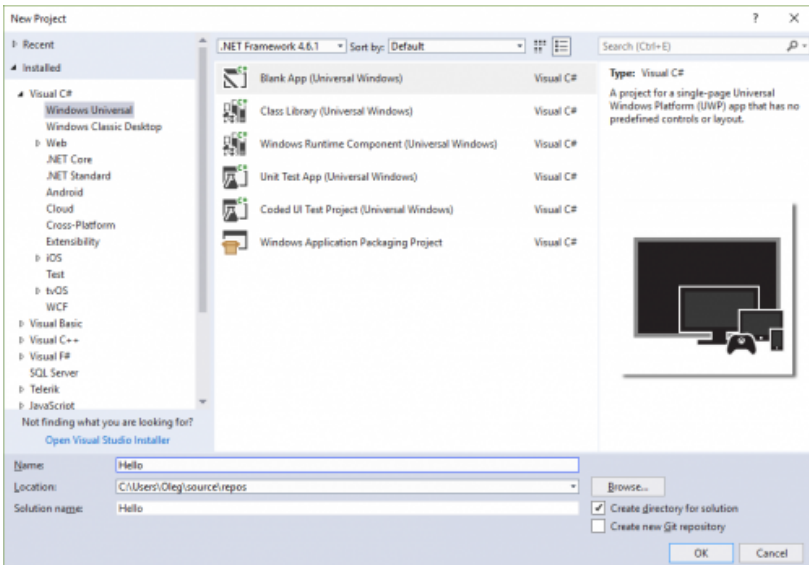 New Project
? ×
Recent
Installed
Visual C#
Windows Universal
Windows Classic Desktop
Web
.NET Core
.NET Standard
Android
Cloud
Cross-Platform
Extensibility
iOS
Test
tvOS
WCF
Visual Basic
Visual C++
Visual F#
SQL Server
Telerik
JavaScript
Not finding what you are looking for?
Open Visual Studio Installer
.NET Framework 4.6.1 Sort by: Default
Search (Ctrl+E)
Blank App (Universal Windows) Visual C#
Class Library (Universal Windows) Visual C#
Windows Runtime Component (Universal Windows) Visual C#
Unit Test App (Universal Windows) Visual C#
Coded UI Test Project (Universal Windows) Visual C#
Windows Application Packaging Project Visual C#
Type: Visual C#
A project for a single-page Universal
Windows Platform (UWP) app that has no
predefined controls or layout.
Name: Hello
Location: C:\Users\Oleg\source\repos Browse...
Solution name: Hello
Create directory for solution
Create new Git repository
OK Cancel